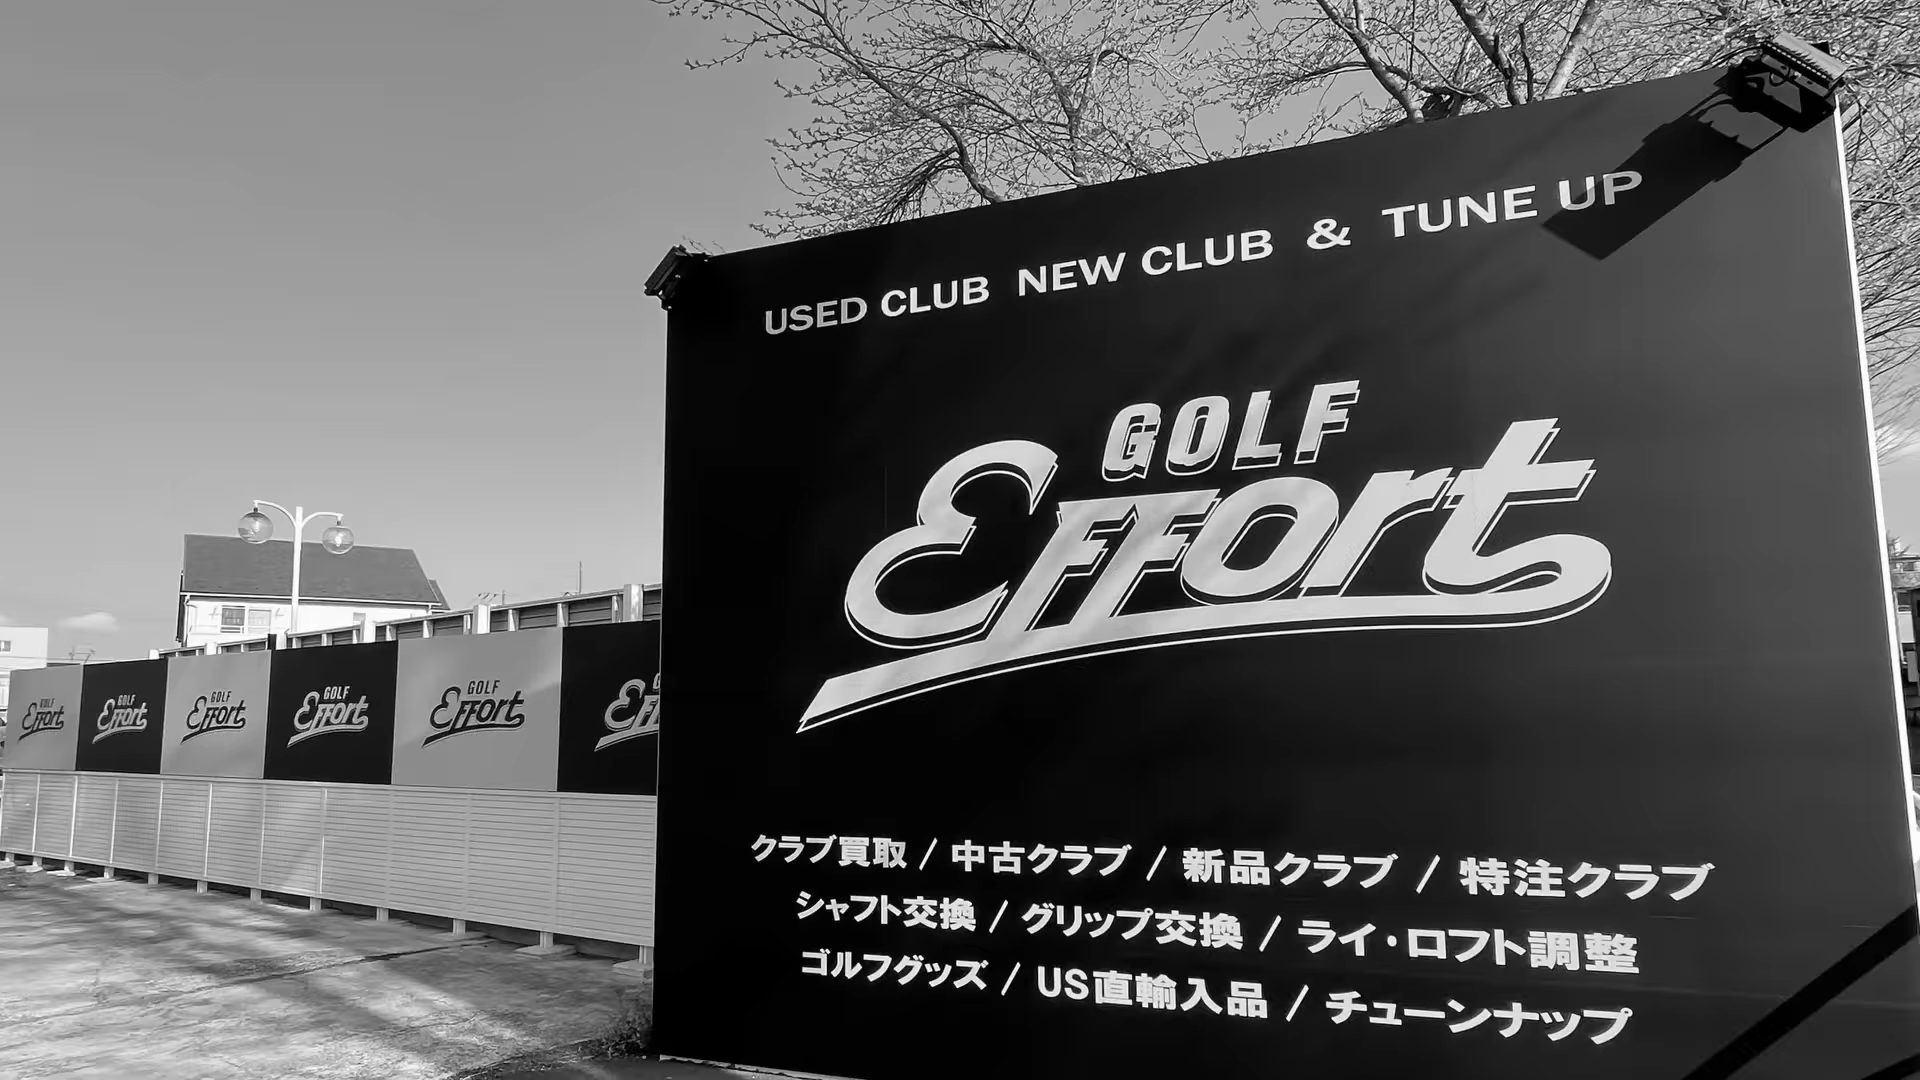 USED CLUB NEW CLUB & TUNE UP
GOLF
Effort
クラブ買取 / 中古クラブ / 新品クラブ / 特注クラブ
シャフト交換 / グリップ交換 / ライ・ロフト調整
ゴルフグッズ / US直輸入品 / チューンナップ
GOLF
Effort
GOLF
Effort
GOLF
Effort
GOLF
Effort
GOLF
Effort